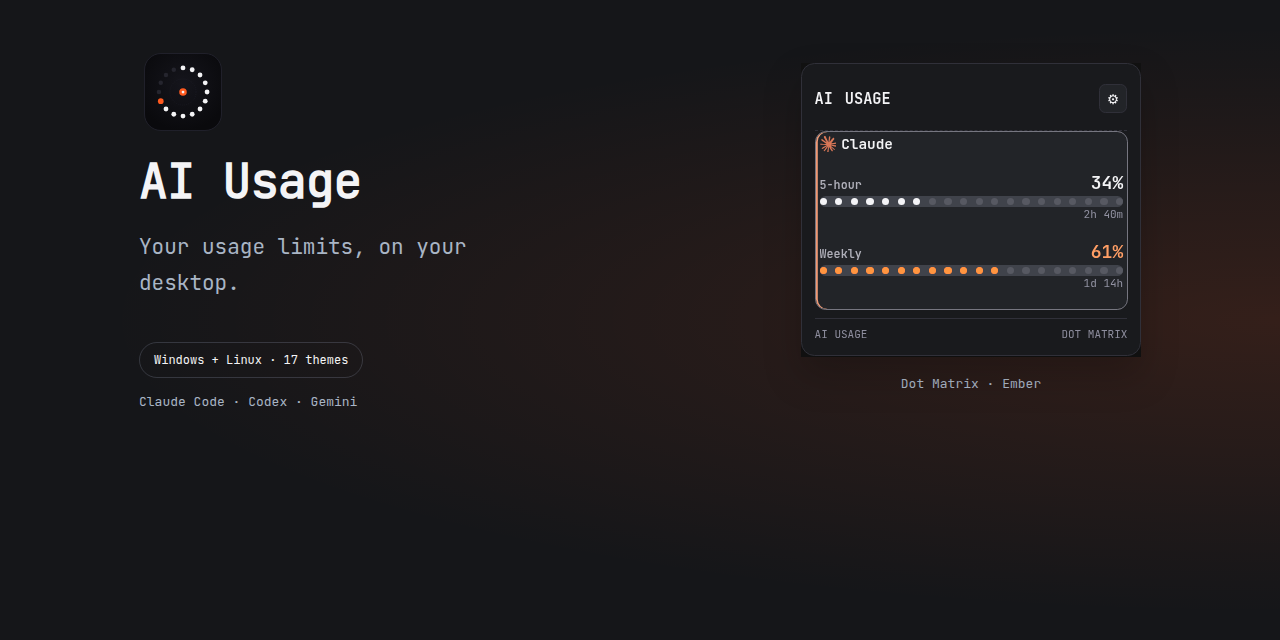 AI Usage
Your usage limits, on your
desktop.
Windows + Linux · 17 themes
Claude Code · Codex · Gemini
AI USAGE
Claude
5-hour 34%
2h 40m
Weekly 61%
1d 14h
AI USAGE DOT MATRIX
Dot Matrix · Ember